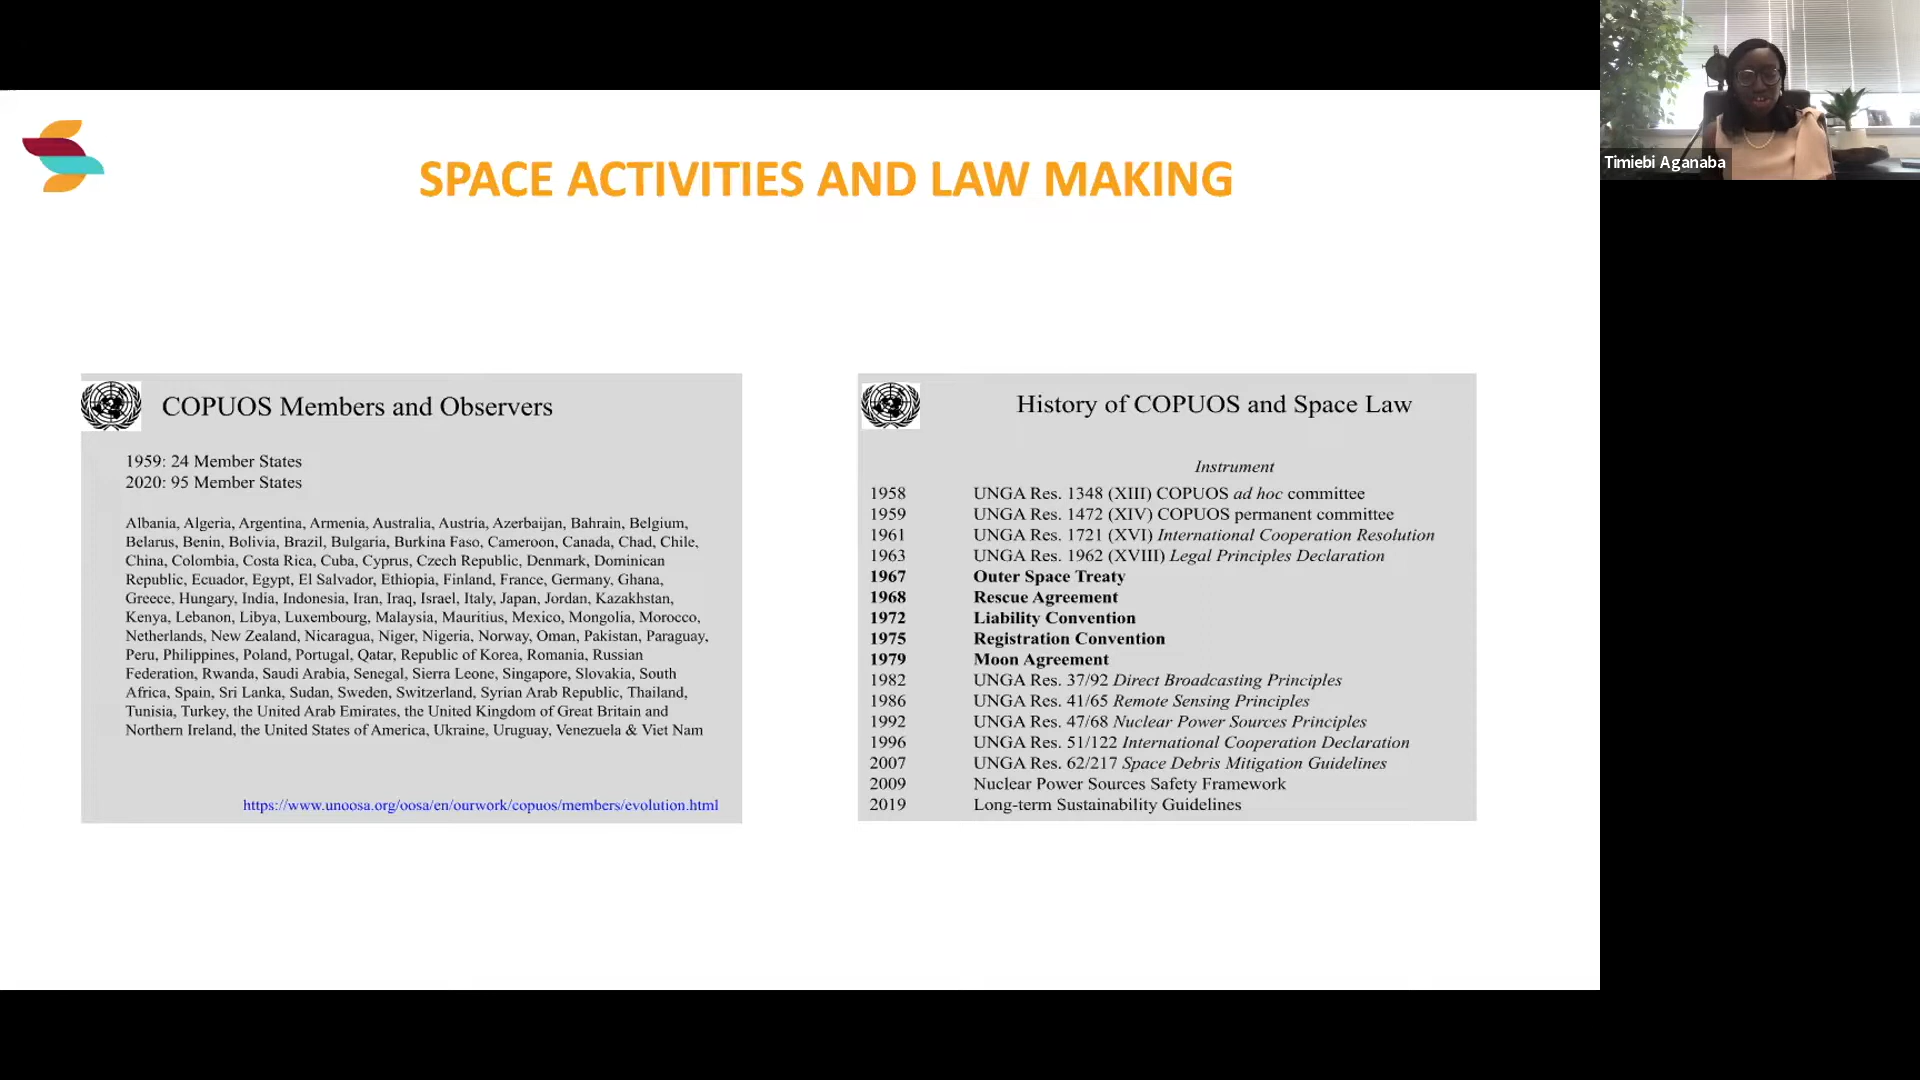 SPACE ACTIVITIES AND LAW MAKING
COPUOS Members and Observers
1959: 24 Member States
2020: 95 Member States
Albania, Algeria, Argentina, Armenia, Australia, Austria, Azerbaijan, Bahrain, Belgium,
Belarus, Benin, Bolivia, Brazil, Bulgaria, Burkina Faso, Cameroon, Canada, Chad, Chile,
China, Colombia, Costa Rica, Cuba, Cyprus, Czech Republic, Denmark, Dominican
Republic, Ecuador, Egypt, El Salvador, Ethiopia, Finland, France, Germany, Ghana,
Greece, Hungary, India, Indonesia, Iran, Iraq, Israel, Italy, Japan, Jordan, Kazakhstan,
Kenya, Lebanon, Libya, Luxembourg, Malaysia, Mauritius, Mexico, Mongolia, Morocco,
Netherlands, New Zealand, Nicaragua, Niger, Nigeria, Norway, Oman, Pakistan, Paraguay,
Peru, Philippines, Poland, Portugal, Qatar, Republic of Korea, Romania, Russian
Federation, Rwanda, Saudi Arabia, Senegal, Sierra Leone, Singapore, Slovakia, South
Africa, Spain, Sri Lanka, Sudan, Sweden, Switzerland, Syrian Arab Republic, Thailand,
Tunisia, Turkey, the United Arab Emirates, the United Kingdom of Great Britain and
Northern Ireland, the United States of America, Ukraine, Uruguay, Venezuela & Viet Nam
https://www.unoosa.org/oosa/en/ourwork/copuos/members/evolution.html
History of COPUOS and Space Law
Instrument
1958 UNGA Res. 1348 (XIII) COPUOS ad hoc committee
1959 UNGA Res. 1472 (XIV) COPUOS permanent committee
1961 UNGA Res. 1721 (XVI) International Cooperation Resolution
1963 UNGA Res. 1962 (XVIII) Legal Principles Declaration
1967 Outer Space Treaty
1968 Rescue Agreement
1972 Liability Convention
1975 Registration Convention
1979 Moon Agreement
1982 UNGA Res. 37/92 Direct Broadcasting Principles
1986 UNGA Res. 41/65 Remote Sensing Principles
1992 UNGA Res. 47/68 Nuclear Power Sources Principles
1996 UNGA Res. 51/122 International Cooperation Declaration
2007 UNGA Res. 62/217 Space Debris Mitigation Guidelines
2009 Nuclear Power Sources Safety Framework
2019 Long-term Sustainability Guidelines
Timiebi Aganaba